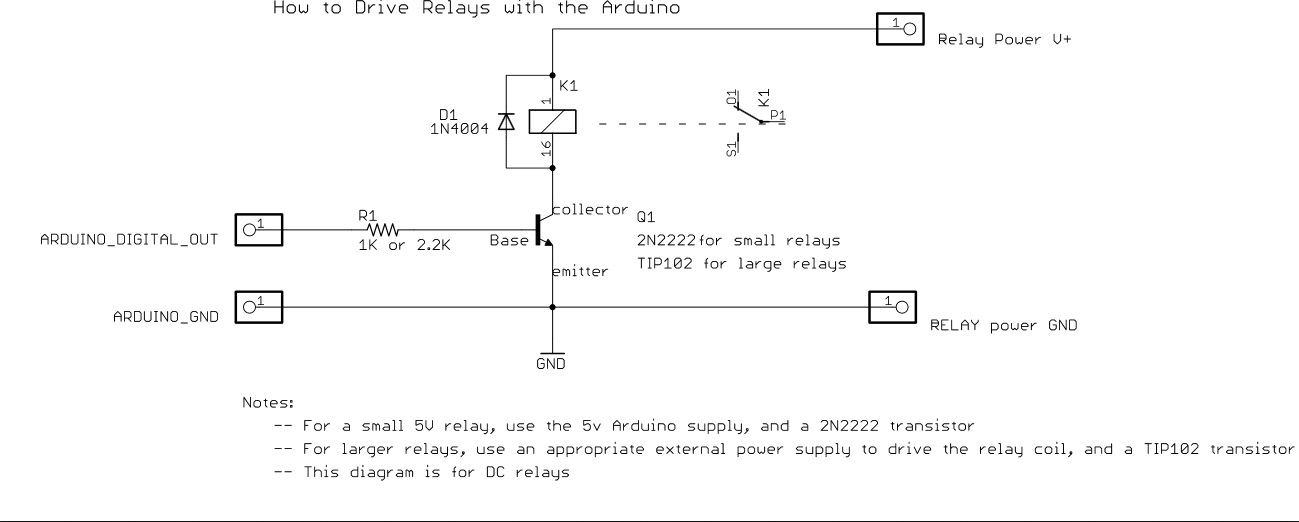 How to Drive Relays with the Arduino
1
Relay Power V+
K1
1
D1
1N4004
16
O1
K1
P1
S1
collector
Q1
R1
1
ARDUINO_DIGITAL_OUT
1K or 2.2K
Base
2N2222 for small relays
TIP102 for large relays
emitter
1
ARDUINO_GND
1
RELAY power GND
GND
Notes:
-- For a small 5V relay, use the 5v Arduino supply, and a 2N2222 transistor
-- For larger relays, use an appropriate external power supply to drive the relay coil, and a TIP102 transistor
-- This diagram is for DC relays